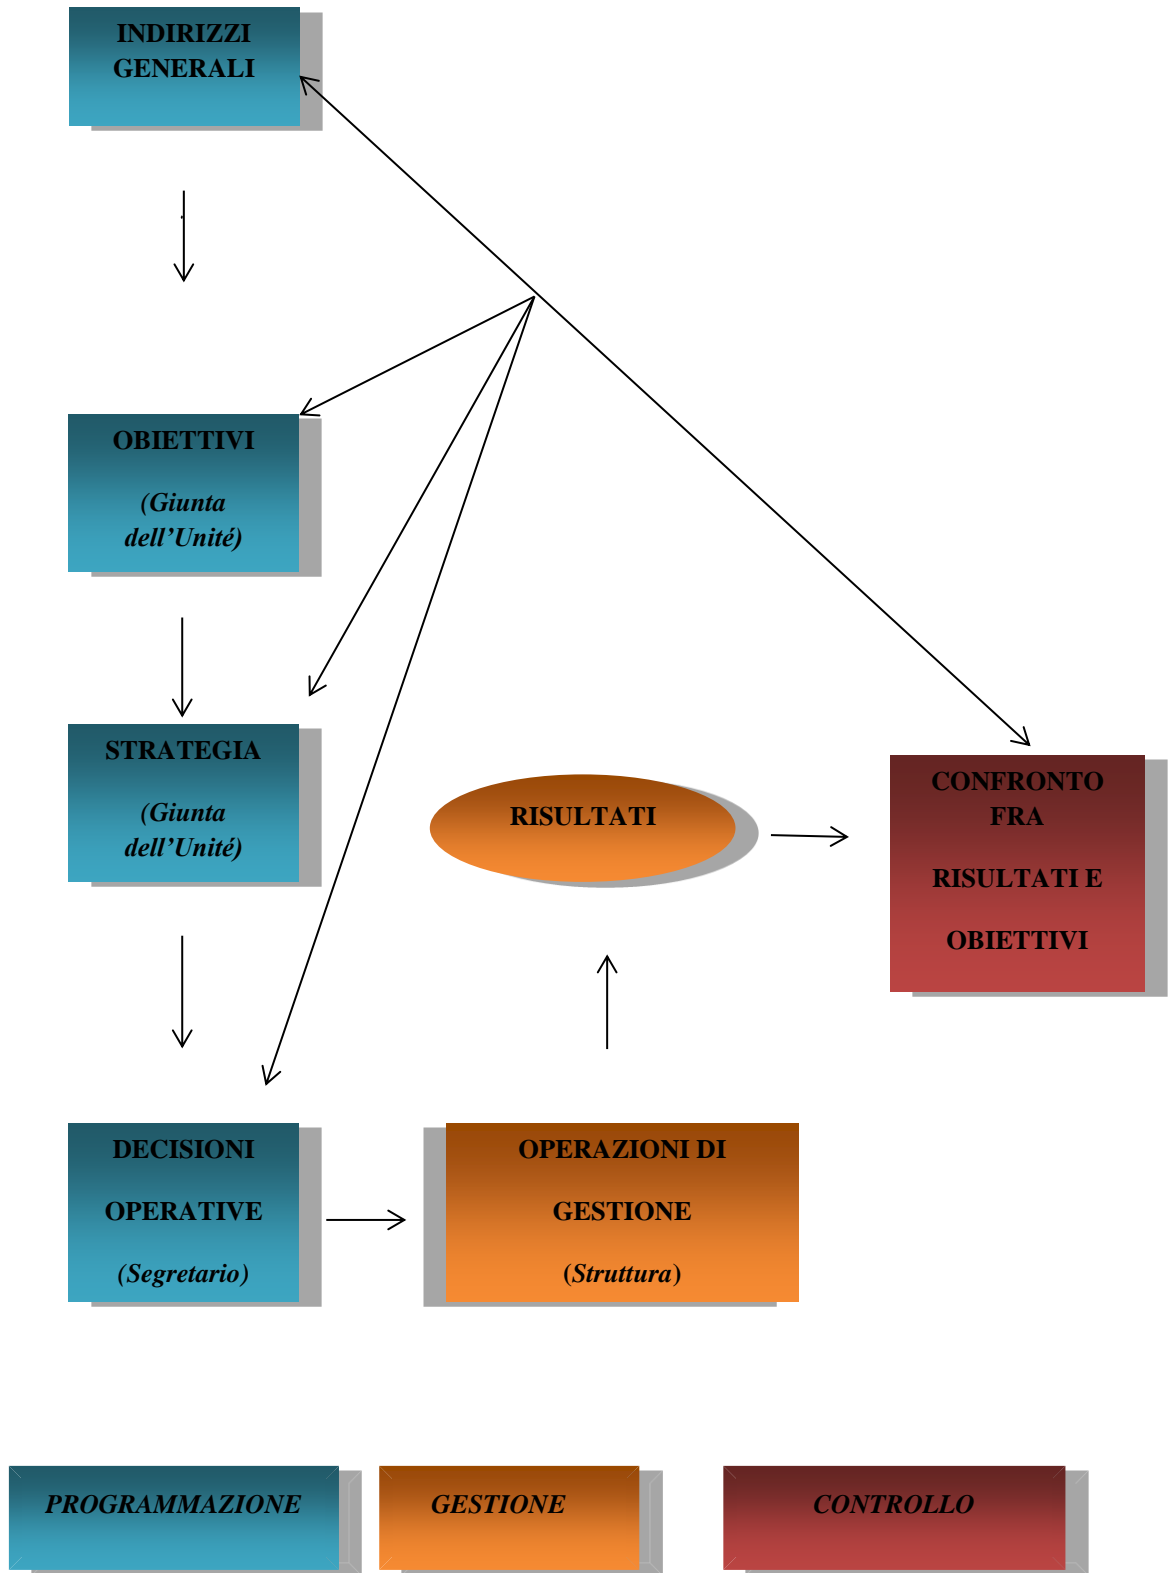 INDIRIZZI
GENERALI
OBIETTIVI
(Giunta
dell’Unité)
STRATEGIA
(Giunta
dell’Unité)
RISULTATI
CONFRONTO
FRA
RISULTATI E
OBIETTIVI
DECISIONI
OPERATIVE
(Segretario)
OPERAZIONI DI
GESTIONE
(Struttura)
PROGRAMMAZIONE
GESTIONE
CONTROLLO